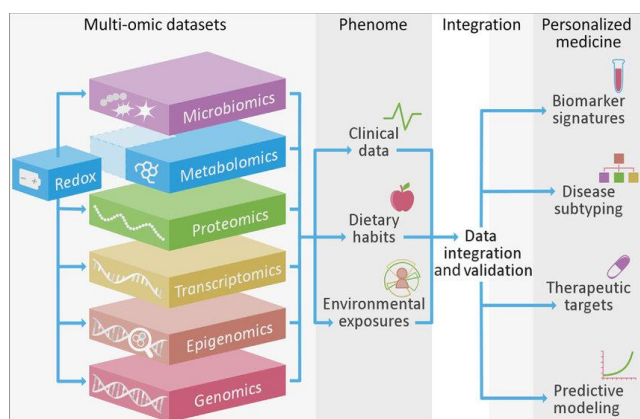 Multi-omic datasets
Phenome
Integration
Personalized
medicine
Redox
Microbiomics
Metabolomics
Proteomics
Transcriptomics
Epigenomics
Genomics
Clinical
data
Dietary
habits
Environmental
exposures
Data
integration
and validation
Biomarker
signatures
Disease
subtyping
Therapeutic
targets
Predictive
modeling